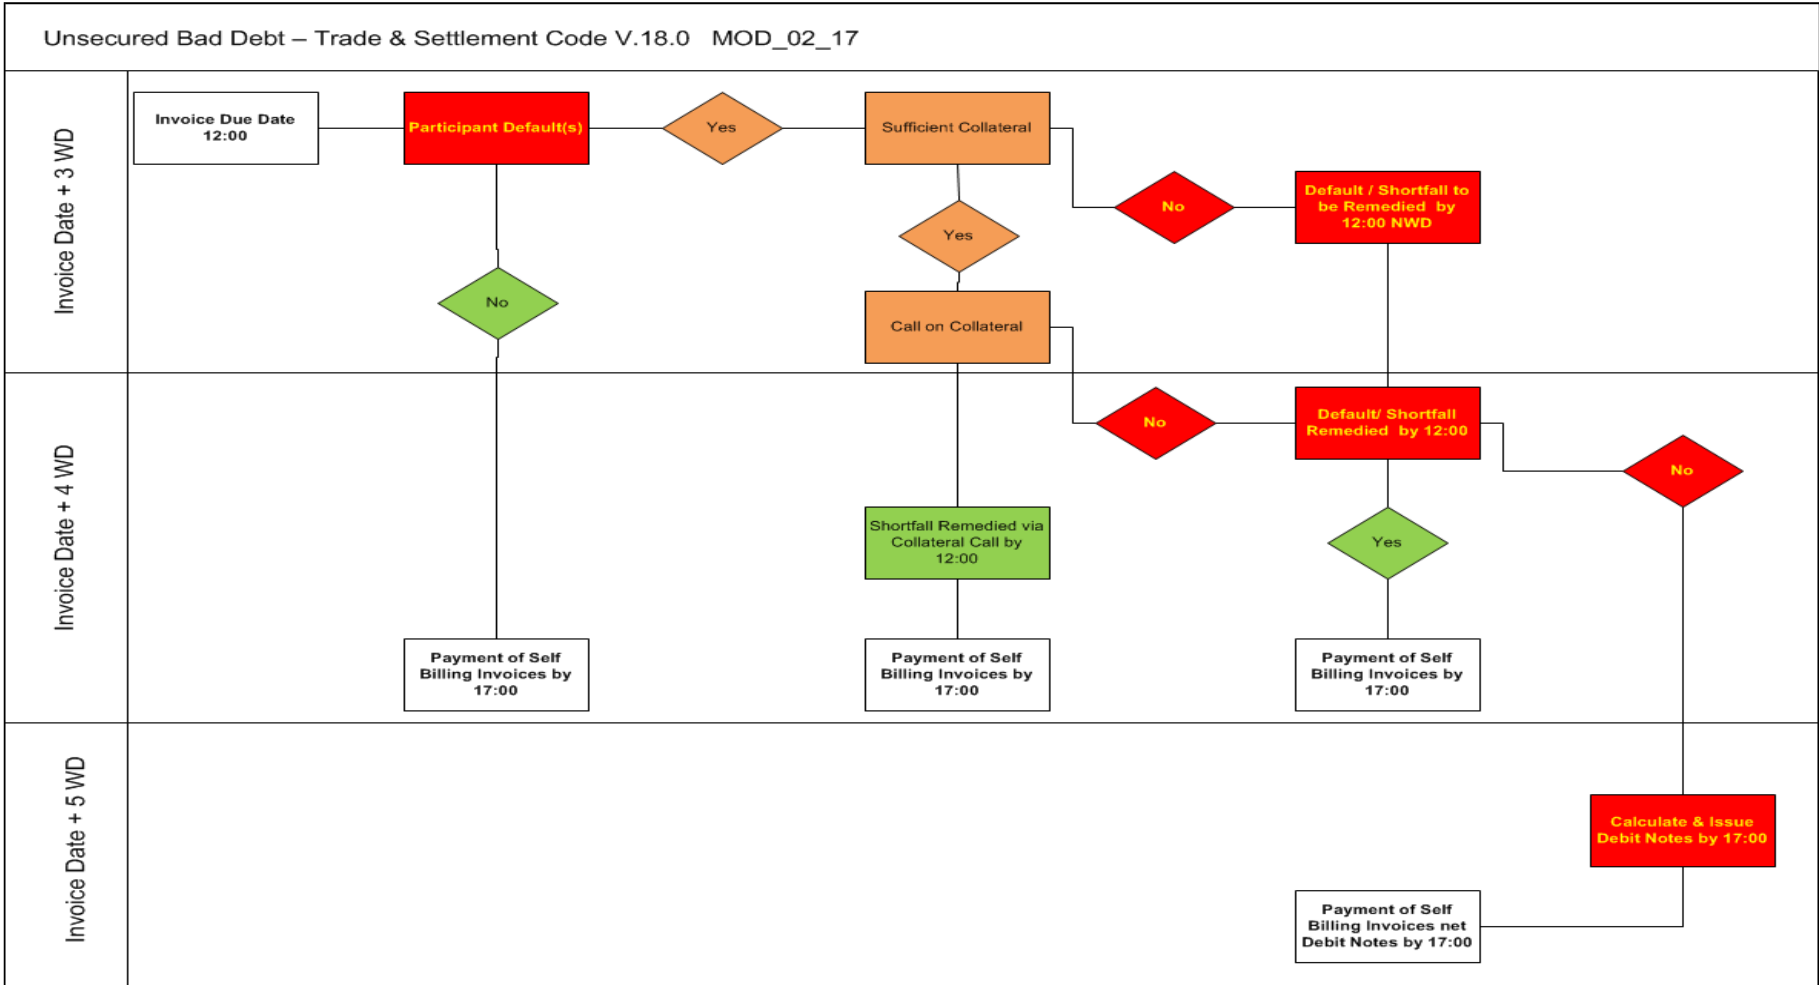 Unsecured Bad Debt – Trade & Settlement Code V.18.0   MOD_02_17
Invoice Date + 3 WD
Invoice Due Date
12:00
Participant Default(s)
Yes
Sufficient Collateral
No
Default / Shortfall to
be Remedied  by
12:00 NWD
Yes
No
Call on Collateral
Invoice Date + 4 WD
No
Default/ Shortfall
Remedied  by 12:00
No
Shortfall Remedied via
Collateral Call by
12:00
Yes
Payment of Self
Billing Invoices by
17:00
Payment of Self
Billing Invoices by
17:00
Payment of Self
Billing Invoices by
17:00
Invoice Date + 5 WD
Calculate & Issue
Debit Notes by 17:00
Payment of Self
Billing Invoices net
Debit Notes by 17:00